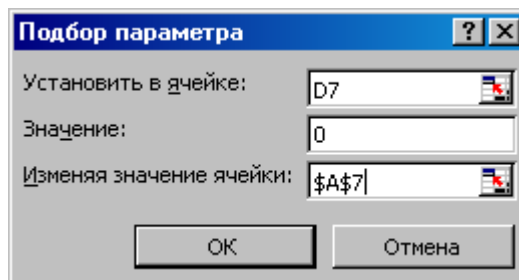 Подбор параметра
Установить в ячейке: D7
Значение: 0
Изменяя значение ячейки: $A$7
ОК Отмена